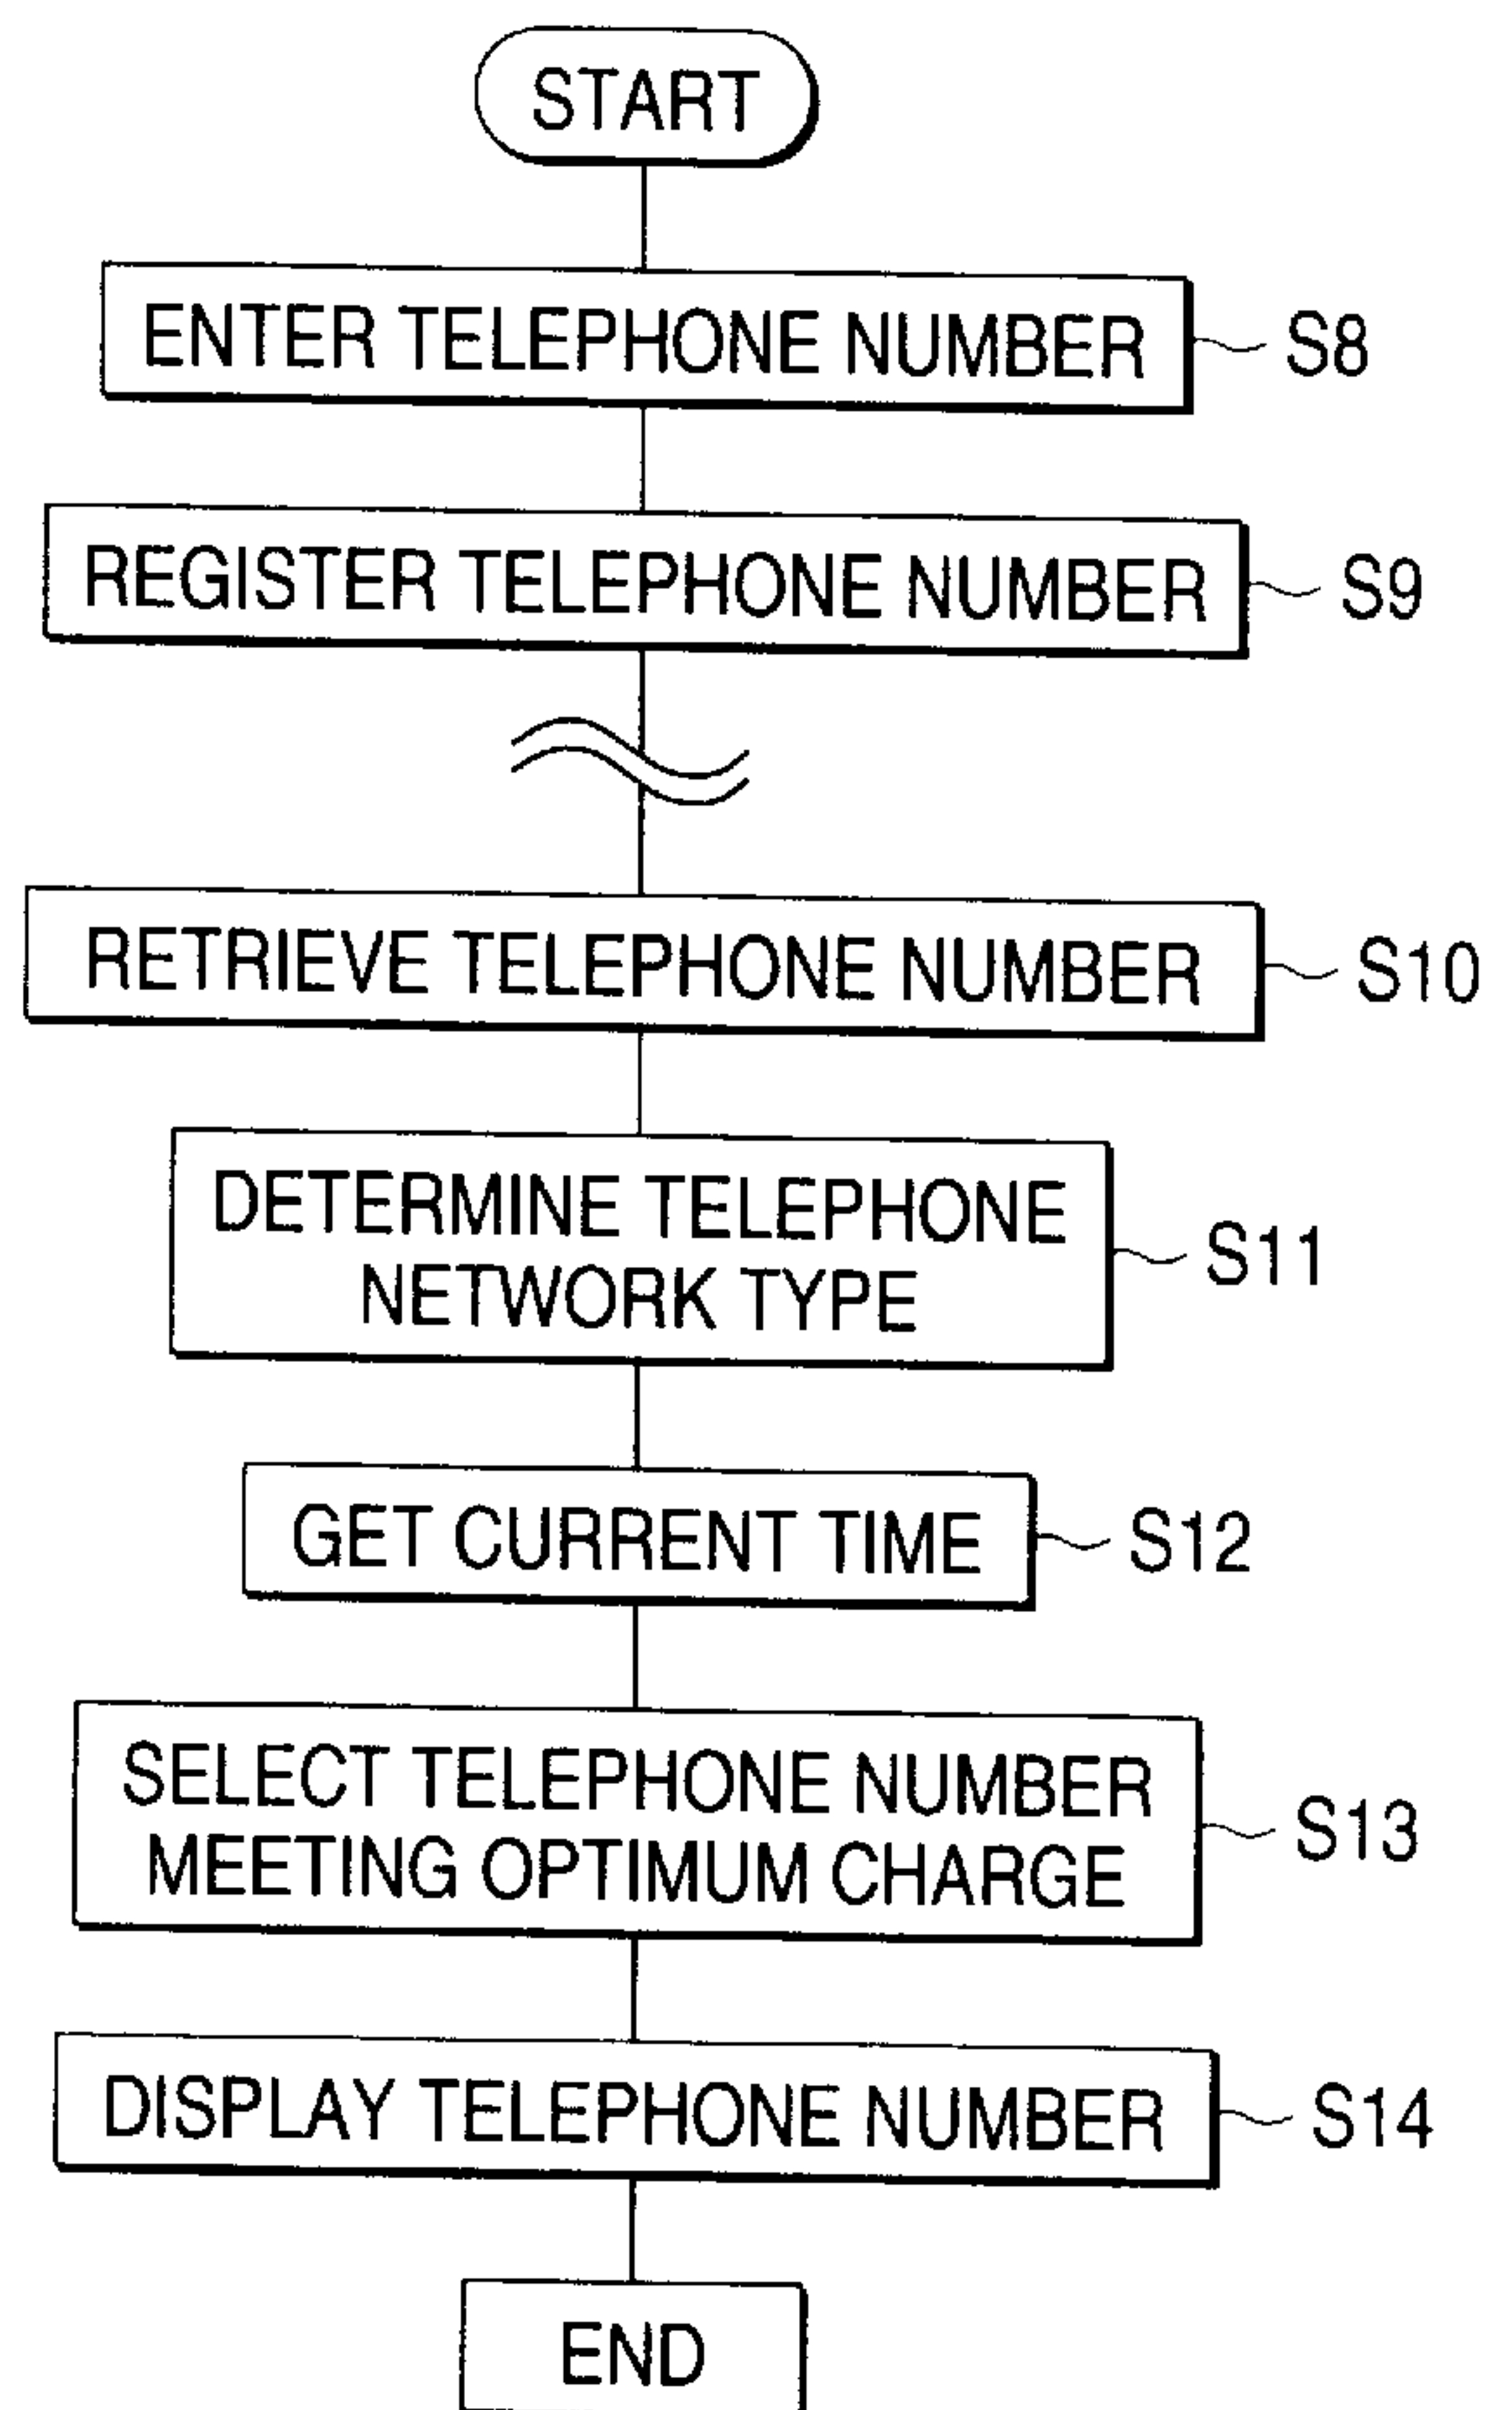 START
ENTER TELEPHONE NUMBER S8
REGISTER TELEPHONE NUMBER S9
RETRIEVE TELEPHONE NUMBER S10
DETERMINE TELEPHONE
NETWORK TYPE
S11
GET CURRENT TIME S12
SELECT TELEPHONE NUMBER
MEETING OPTIMUM CHARGE
S13
DISPLAY TELEPHONE NUMBER S14
END